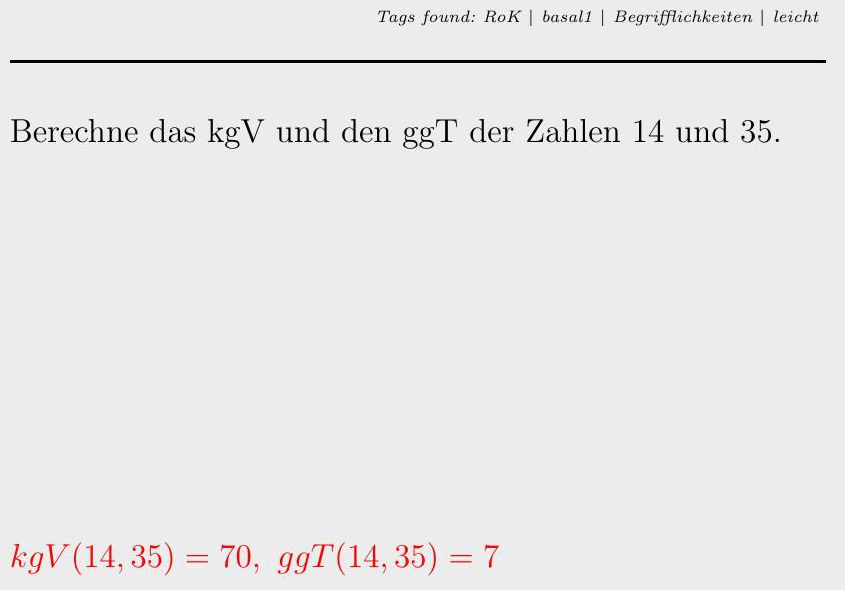 Tags found: RoK | basal1 | Begrifflichkeiten | leicht
Berechne das kgV und den ggT der Zahlen 14 und 35.
kgV(14, 35) = 70, ggT(14, 35) = 7